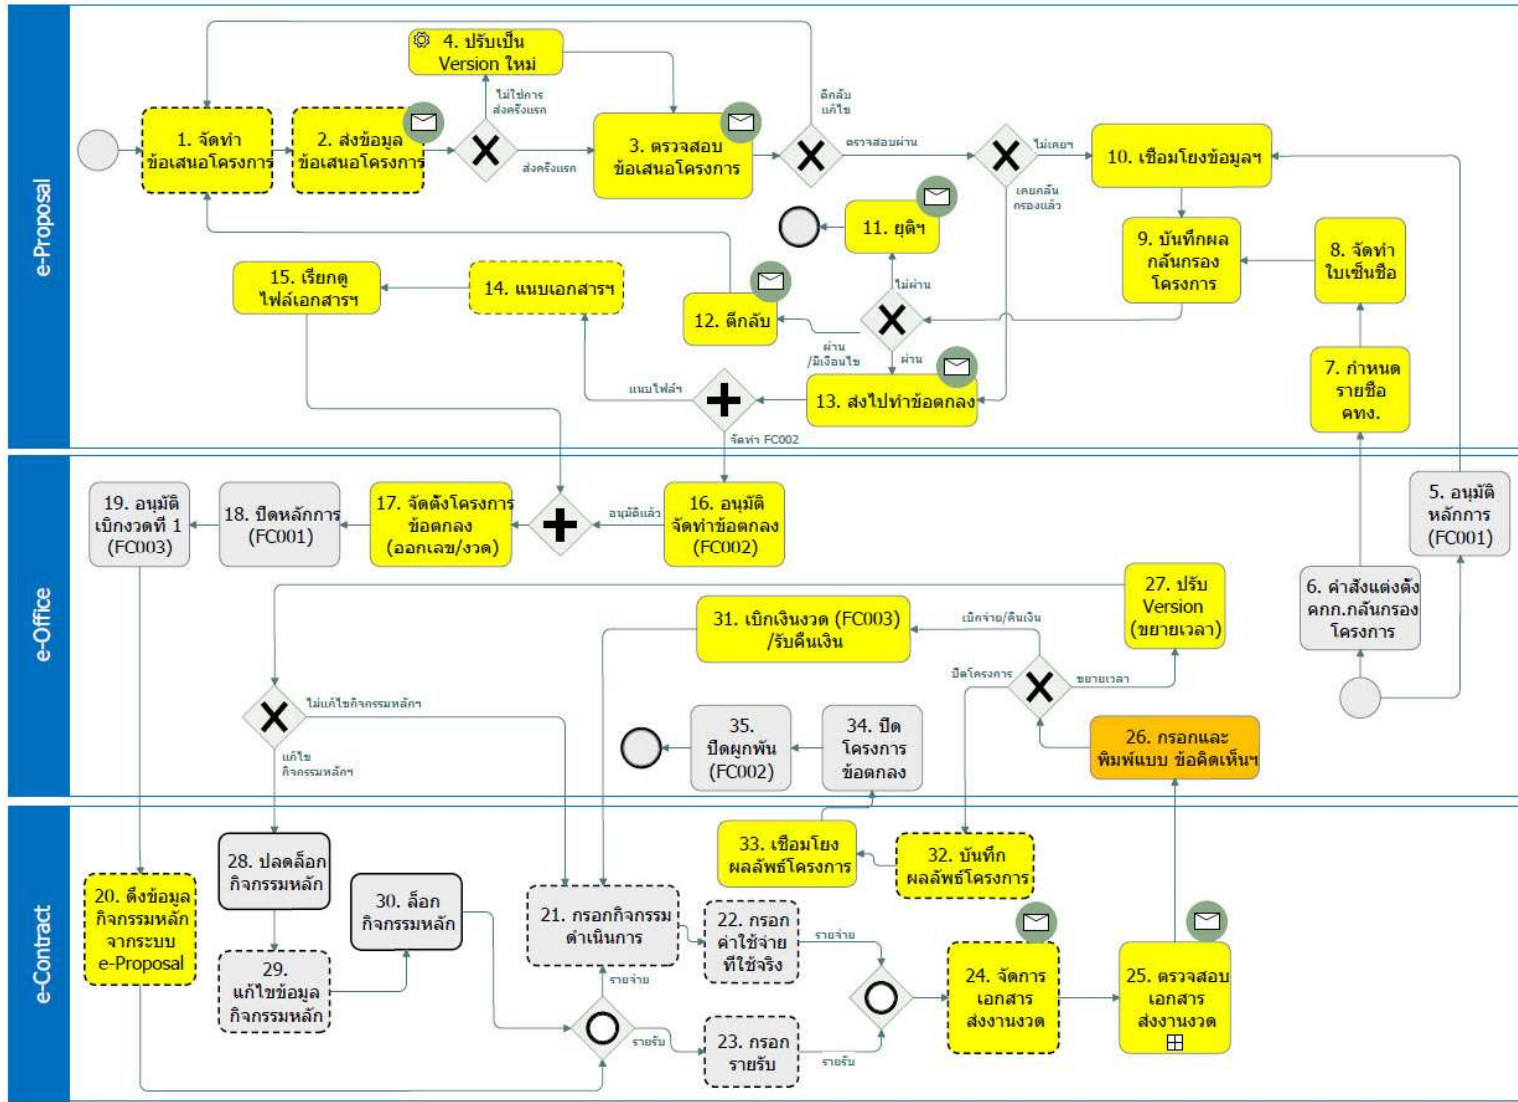 e-Proposal
1. จัดทำ
ข้อเสนอโครงการ
2. ส่งข้อมูล
ข้อเสนอโครงการ
4. ปรับเป็น
Version ใหม่
ไม่ใช่การ
ส่งครั้งแรก
ส่งครั้งแรก
3. ตรวจสอบ
ข้อเสนอโครงการ
ตีกลับ
แก้ไข
ตรวจสอบผ่าน
ไม่เคยฯ
เคยกลั่น
กรองแล้ว
10. เชื่อมโยงข้อมูลฯ
11. ยุติฯ
9. บันทึกผล
กลั่นกรอง
โครงการ
8. จัดทำ
ใบเซ็นชื่อ
15. เรียกดู
ไฟล์เอกสารฯ
14. แนบเอกสารฯ
12. ตีกลับ
ไม่ผ่าน
ผ่าน
/มีเงื่อนไข
ผ่าน
7. กำหนด
รายชื่อ
คทง.
แนบไฟล์ฯ
13. ส่งไปทำข้อตกลง
จัดทำ FC002
e-Office
19. อนุมัติ
เบิกงวดที่ 1
(FC003)
18. ปิดหลักการ
(FC001)
17. จัดตั้งโครงการ
ข้อตกลง
(ออกเลข/งวด)
อนุมัติแล้ว
16. อนุมัติ
จัดทำข้อตกลง
(FC002)
5. อนุมัติ
หลักการ
(FC001)
6. คำสั่งแต่งตั้ง
คกก.กลั่นกรอง
โครงการ
27. ปรับ
Version
(ขยายเวลา)
31. เบิกเงินงวด (FC003)
/รับคืนเงิน
เบิกจ่าย/คืนเงิน
ปิดโครงการ
ขยายเวลา
ไม่แก้ไขกิจกรรมหลักฯ
แก้ไข
กิจกรรมหลักฯ
35.
ปิดผูกพัน
(FC002)
34. ปิด
โครงการ
ข้อตกลง
26. กรอกและ
พิมพ์แบบ ข้อคิดเห็นฯ
e-Contract
28. ปลดล็อก
กิจกรรมหลัก
33. เชื่อมโยง
ผลลัพธ์โครงการ
32. บันทึก
ผลลัพธ์โครงการ
20. ดึงข้อมูล
กิจกรรมหลัก
จากระบบ
e-Proposal
30. ล็อก
กิจกรรมหลัก
29.
แก้ไขข้อมูล
กิจกรรมหลัก
21. กรอกกิจกรรม
ดำเนินการ
22. กรอก
ค่าใช้จ่าย
ที่ใช้จริง
รายจ่าย
รายจ่าย
รายรับ
23. กรอก
รายรับ
รายรับ
24. จัดการ
เอกสาร
ส่งงานงวด
25. ตรวจสอบ
เอกสาร
ส่งงานงวด